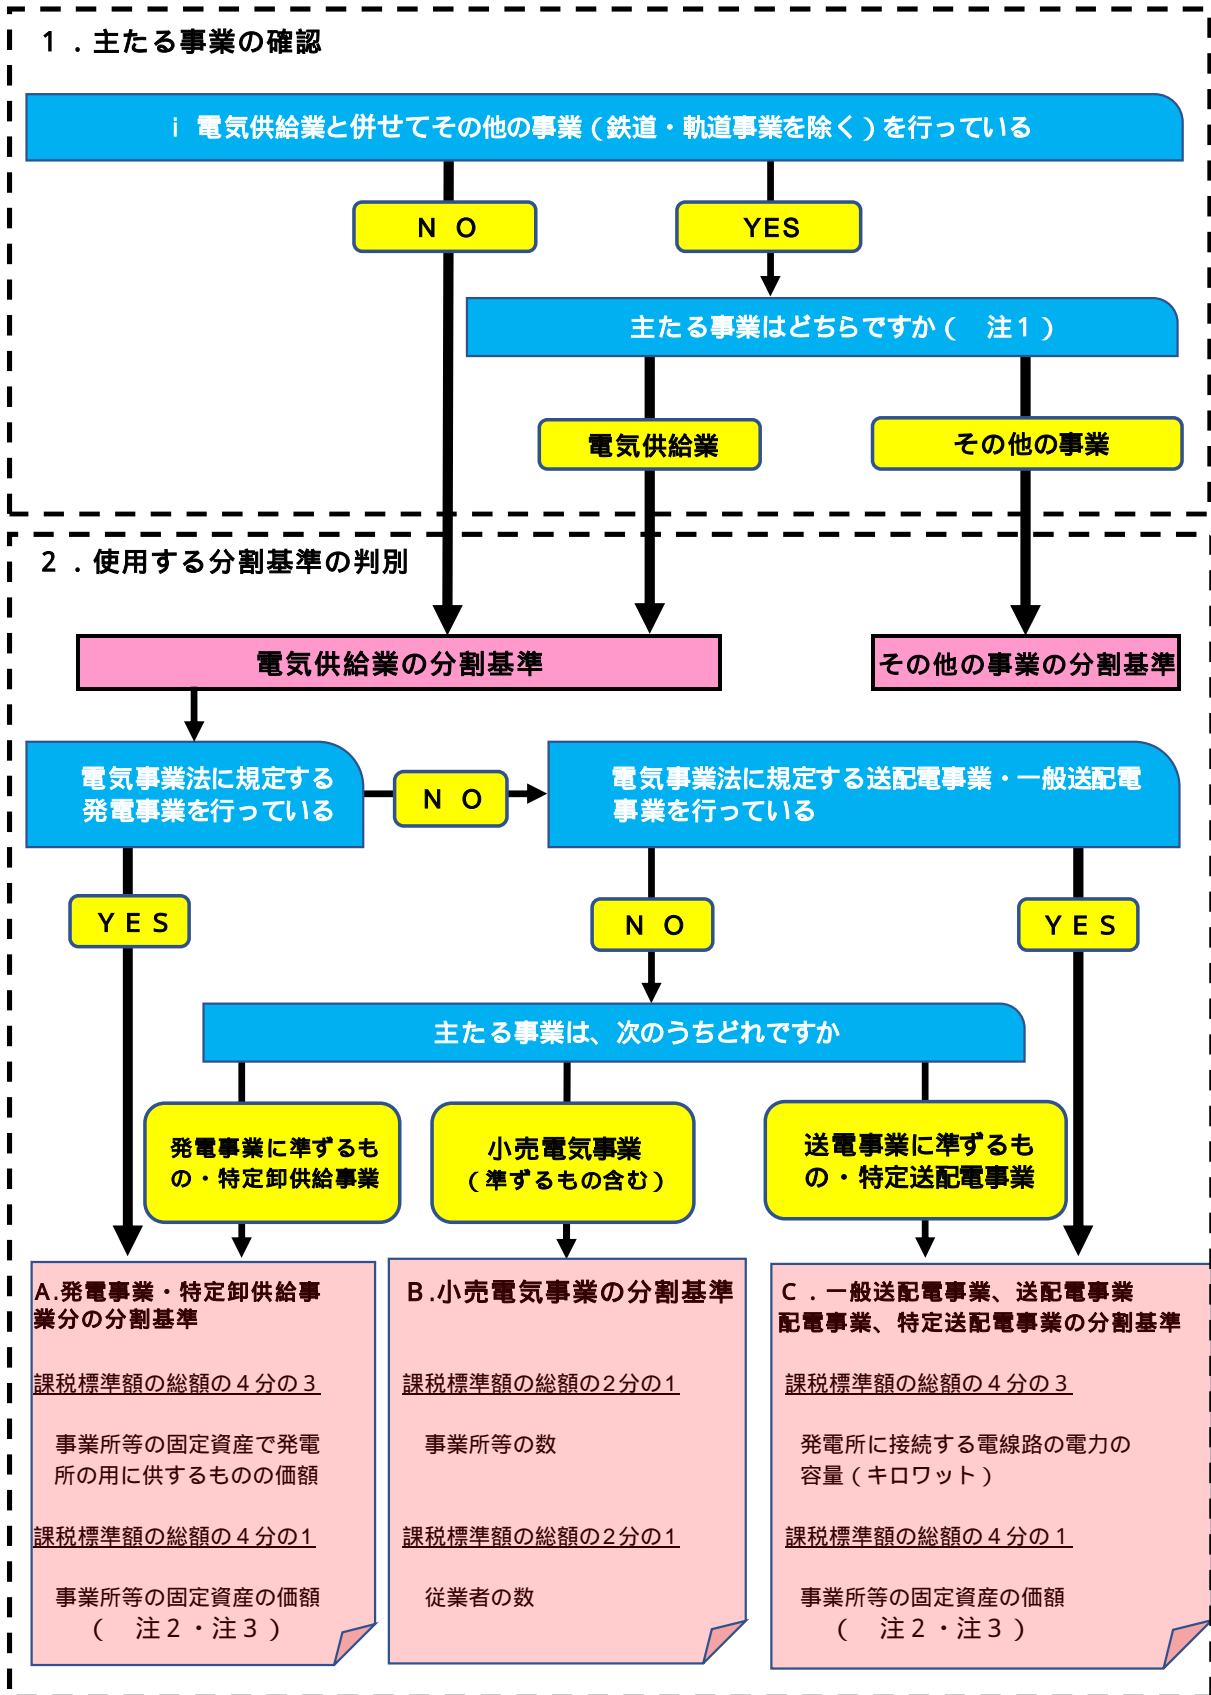 １．主たる事業の確認
ⅰ 電気供給業と併せてその他の事業（鉄道・軌道事業を除く）を行っている
ＮＯ
YES
主たる事業はどちらですか（　注１）
電気供給業
その他の事業
２．使用する分割基準の判別
電気供給業の分割基準
その他の事業の分割基準
電気事業法に規定する
発電事業を行っている
ＮＯ
電気事業法に規定する送配電事業・一般送配電
事業を行っている
ＹＥＳ
ＮＯ
ＹＥＳ
主たる事業は、次のうちどれですか
発電事業に準ずるも
の・特定卸供給事業
小売電気事業
（準ずるもの含む）
送電事業に準ずるも
の・特定送配電事業
A.発電事業・特定卸供給事
業分の分割基準
課税標準額の総額の４分の３
事業所等の固定資産で発電
所の用に供するものの価額
課税標準額の総額の４分の1
事業所等の固定資産の価額
（　注２・注３）
Ｂ.小売電気事業の分割基準
課税標準額の総額の2分の1
事業所等の数
課税標準額の総額の2分の1
従業者の数
Ｃ．一般送配電事業、送配電事業
配電事業、特定送配電事業の分割基準
課税標準額の総額の４分の３
発電所に接続する電線路の電力の
容量（キロワット）
課税標準額の総額の４分の１
事業所等の固定資産の価額
（　注２・注３）